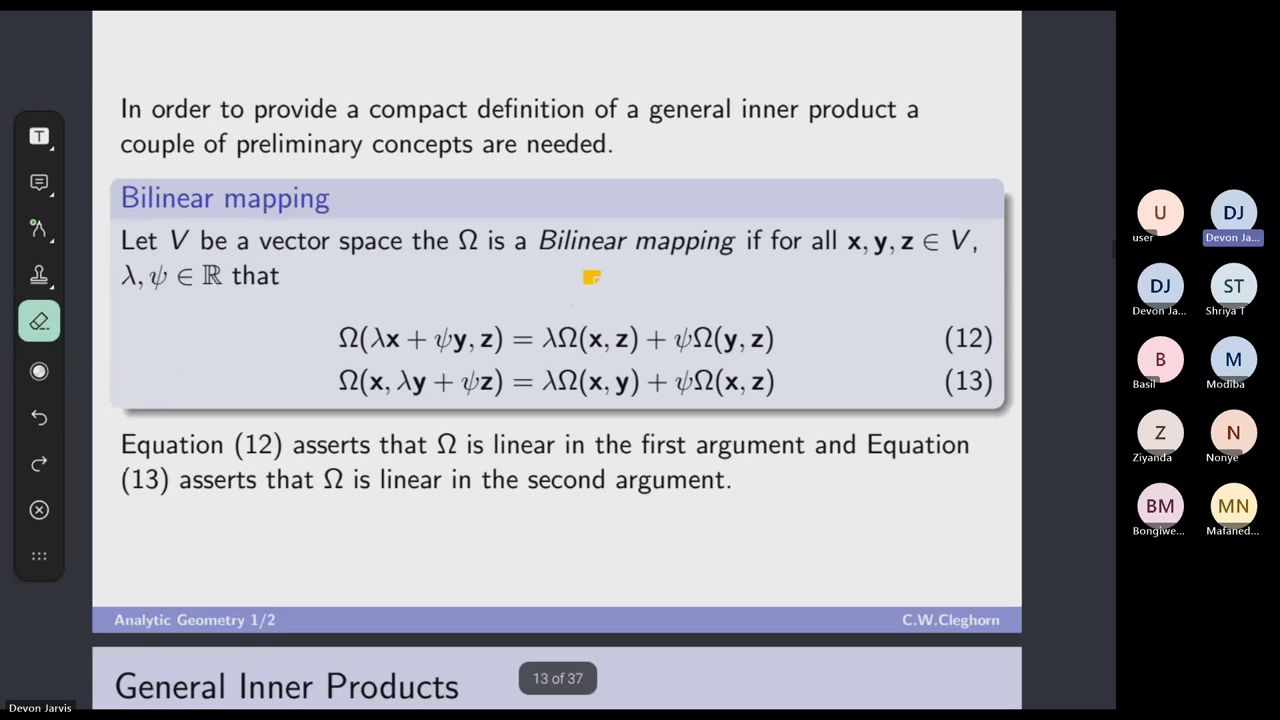 In order to provide a compact definition of a general inner product a
couple of preliminary concepts are needed.
Bilinear mapping
Let V be a vector space the Ω is a Bilinear mapping if for all x, y, z ∈ V,
λ, ψ ∈ ℝ that
Ω(λx + ψy, z) = λΩ(x, z) + ψΩ(y, z) (12)
Ω(x, λy + ψz) = λΩ(x, y) + ψΩ(x, z) (13)
Equation (12) asserts that Ω is linear in the first argument and Equation
(13) asserts that Ω is linear in the second argument.
Analytic Geometry 1/2 C.W.Cleghorn
General Inner Products
13 of 37
Devon Jarvis
T
U DJ
user Devon Ja...
DJ ST
Devon Ja... Shriya T
B M
Basil Modiba
Z N
Ziyanda Nonye
BM MN
Bongiwe... Mafaned...